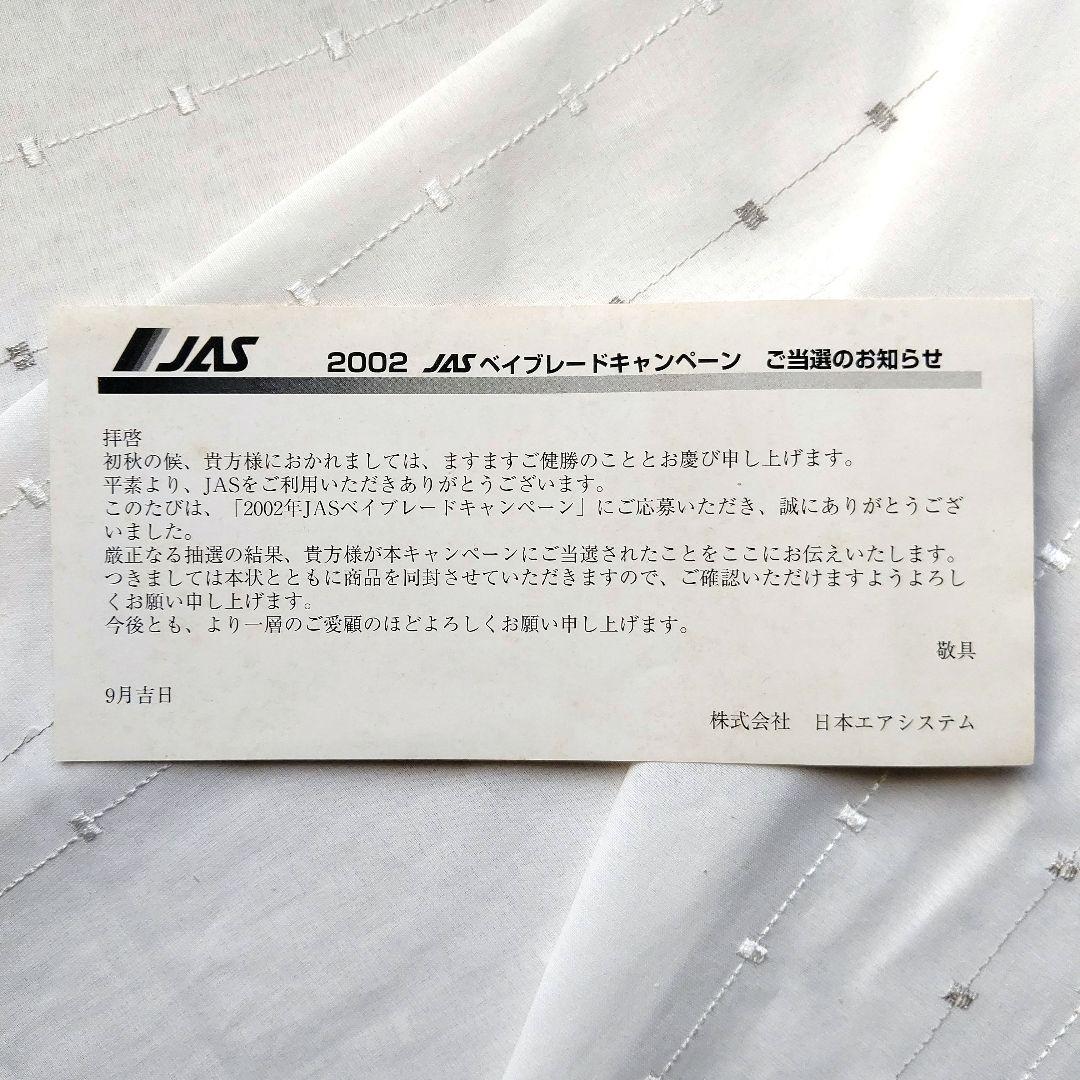 JAS
2002 JASベイブレードキャンペーン ご当選のお知らせ
拝啓
初秋の候、貴方様におかれましては、ますますご健勝のこととお慶び申し上げます。
平素より、JASをご利用いただきありがとうございます。
このたびは、「2002年JASベイブレードキャンペーン」にご応募いただき、誠にありがとうござ
いました。
厳正なる抽選の結果、貴方様が本キャンペーンにご当選されたことをここにお伝えいたします。
つきましては本状とともに商品を同封させていただきますので、ご確認いただけますようよろし
くお願い申し上げます。
今後とも、より一層のご愛顧のほどよろしくお願い申し上げます。
敬具
9月吉日
株式会社 日本エアシステム